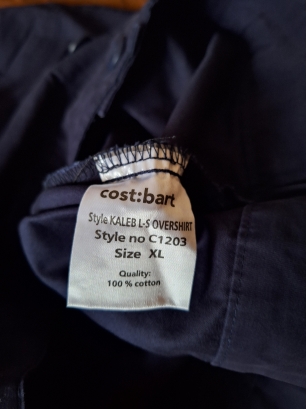 cost:bart
Style KALEB L-S OVERSHIRT
Style no C1203
Size XL
Quality:
100 % cotton